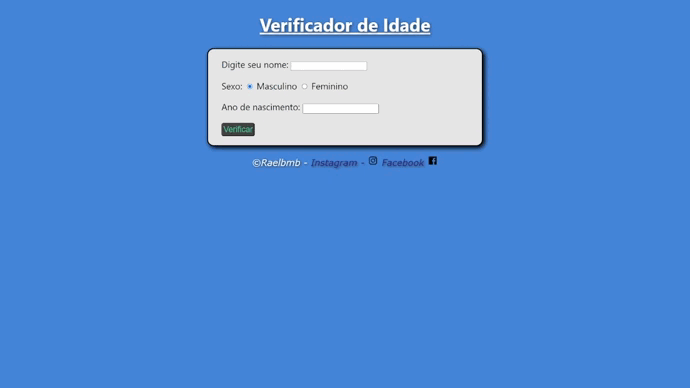 Verificador de Idade
Digite seu nome:
Sexo: Masculino Feminino
Ano de nascimento:
Verificar
©Raelbmb - Instagram - Facebook